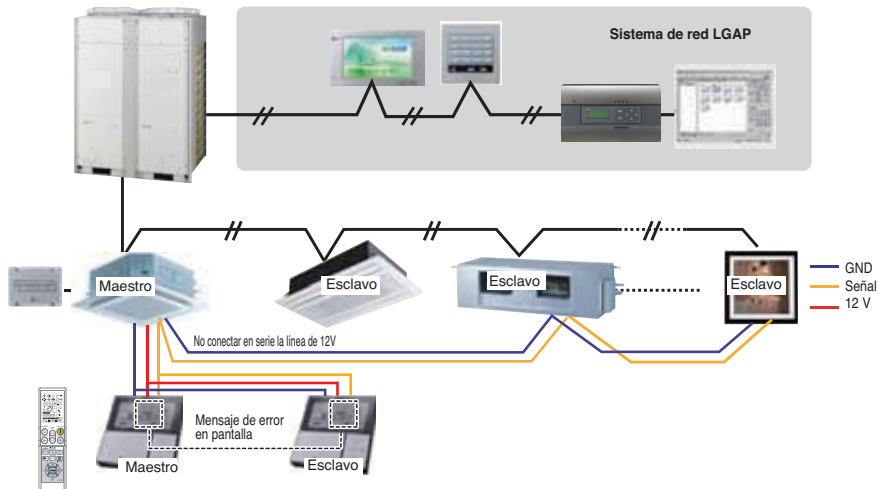 Sistema de red LGAP
Maestro
Esclavo
Esclavo
Esclavo
GND
Señal
12 V
No conectar en serie la línea de 12V
Mensaje de error
en pantalla
Maestro
Esclavo